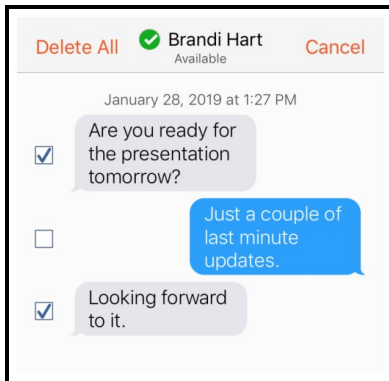 Delete All
Brandi Hart
Cancel
Available
January 28, 2019 at 1:27 PM
Are you ready for
the presentation
tomorrow?
Just a couple of
last minute
updates.
Looking forward
to it.